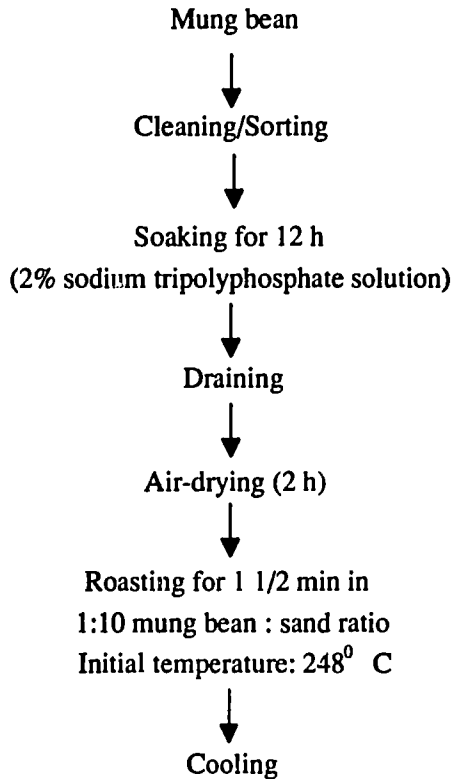 Mung bean
Cleaning/Sorting
Soaking for 12 h
(2% sodium tripolyphosphate solution)
Draining
Air-drying (2 h)
Roasting for 1 1/2 min in
1:10 mung bean : sand ratio
Initial temperature: 248⁰ C
Cooling